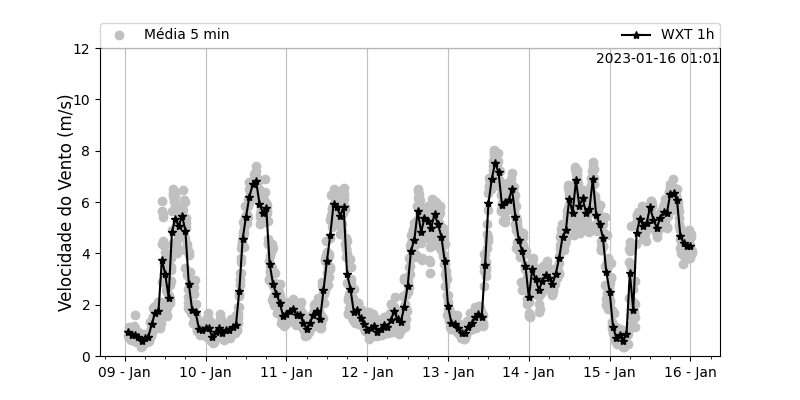 Média 5 min
WXT 1h
2023-01-16 01:01
Velocidade do Vento (m/s)
12
10
8
6
4
2
0
09 - Jan 10 - Jan 11 - Jan 12 - Jan 13 - Jan 14 - Jan 15 - Jan 16 - Jan